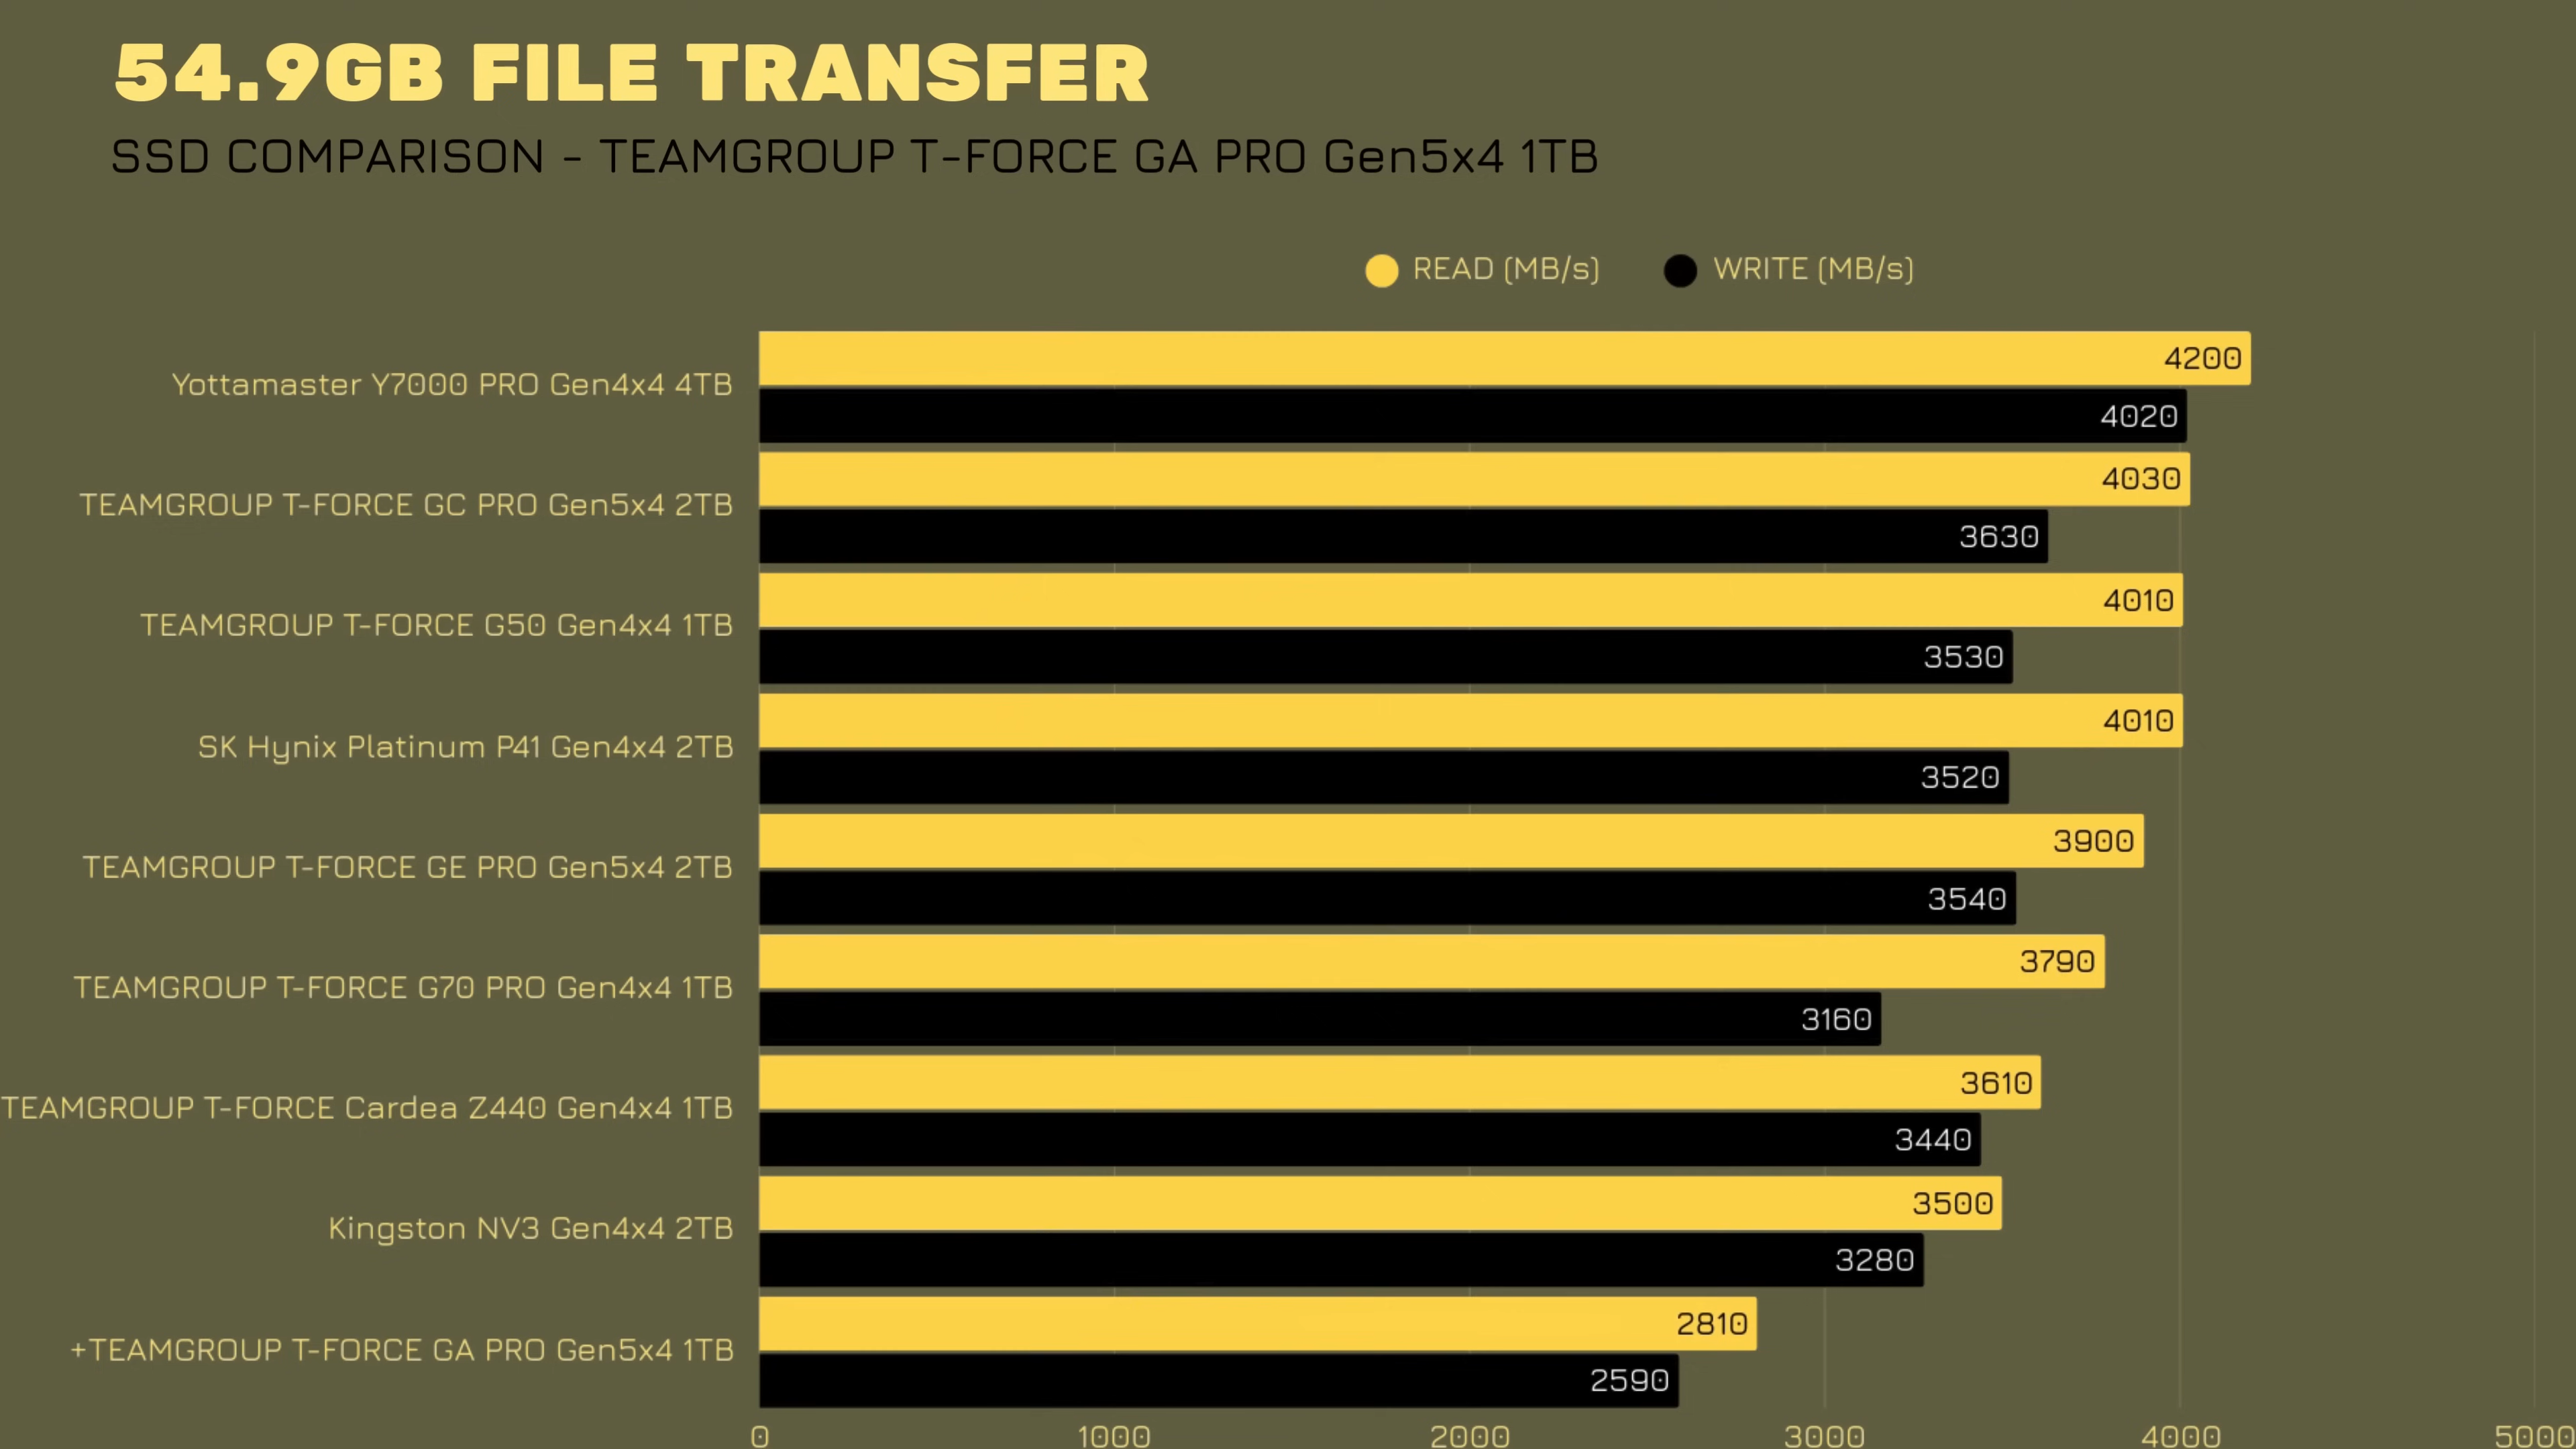 54.9GB FILE TRANSFER
SSD COMPARISON - TEAMGROUP T-FORCE GA PRO Gen5x4 1TB
READ (MB/s) WRITE (MB/s)
Yottamaster Y7000 PRO Gen4x4 4TB
4200
4020
TEAMGROUP T-FORCE GC PRO Gen5x4 2TB
4030
3630
TEAMGROUP T-FORCE G50 Gen4x4 1TB
4010
3530
SK Hynix Platinum P41 Gen4x4 2TB
4010
3520
TEAMGROUP T-FORCE GE PRO Gen5x4 2TB
3900
3540
TEAMGROUP T-FORCE G70 PRO Gen4x4 1TB
3790
3160
TEAMGROUP T-FORCE Cardea Z440 Gen4x4 1TB
3610
3440
Kingston NV3 Gen4x4 2TB
3500
3280
+TEAMGROUP T-FORCE GA PRO Gen5x4 1TB
2810
2590
0 1000 2000 3000 4000 5000